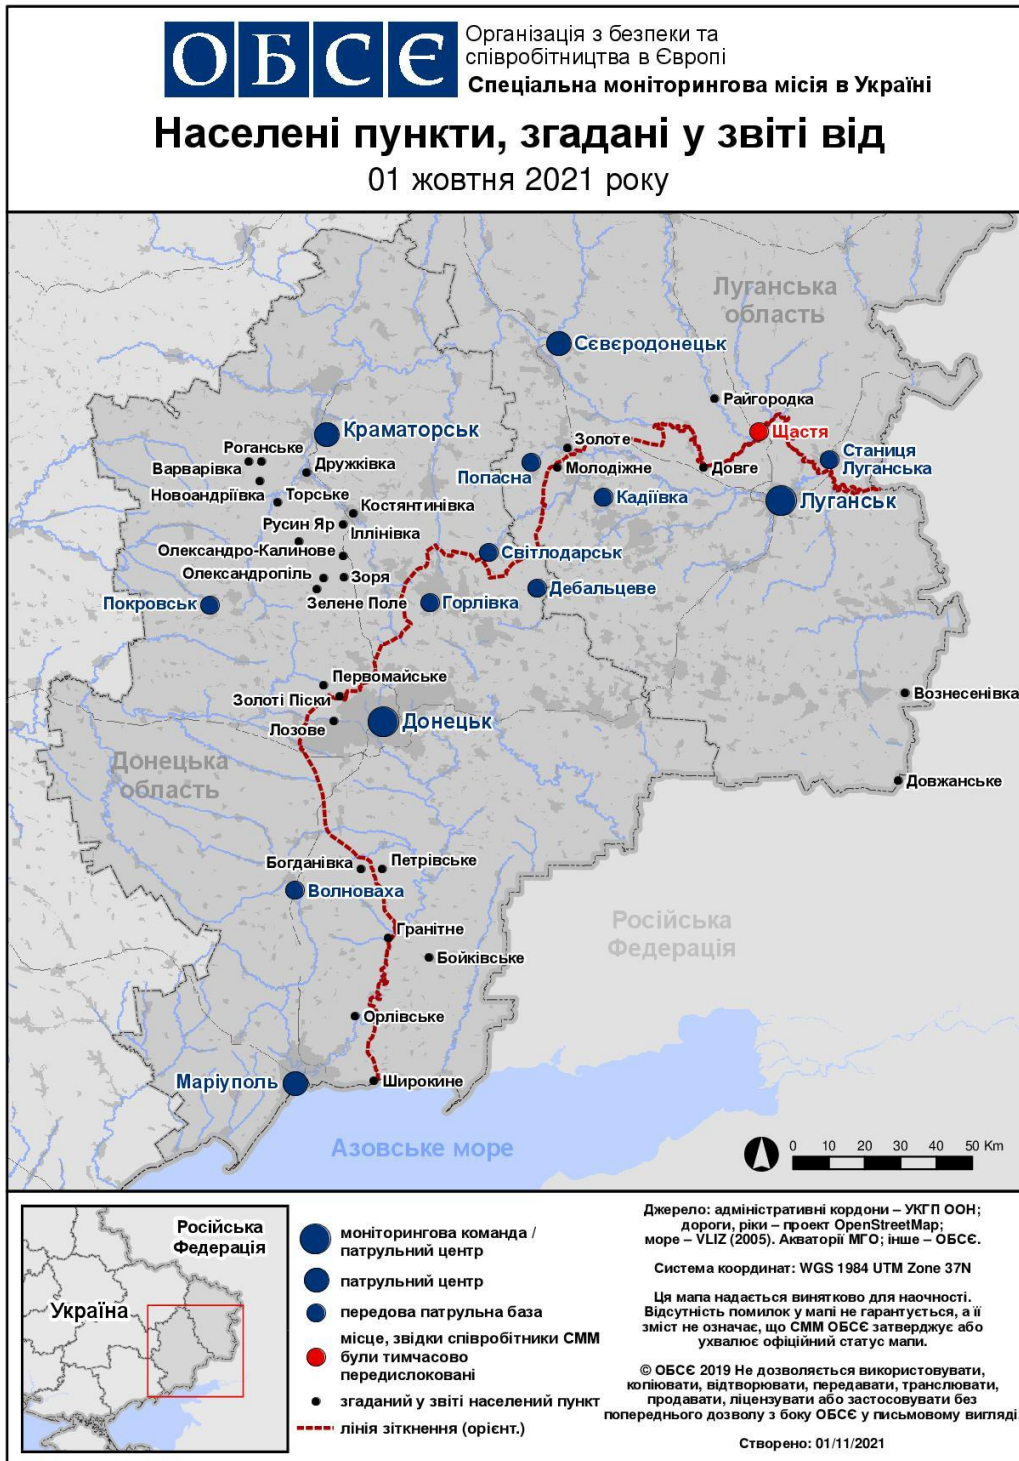 ОБСЄ
Організація з безпеки та
співробітництва в Європі
Спеціальна моніторингова місія в Україні
Населені пункти, згадані у звіті від
01 жовтня 2021 року
Луганська
область
Сєвєродонецьк
Райгородка
Щастя
Краматорськ
Золоте
Станиця
Луганська
Роганське
Варварівка
Дружківка
Попасна
Молодіжне
Довге
Новоандріївка
Торське
Костянтинівка
Кадіївка
Луганськ
Русин Яр
Іллінівка
Олександро-Калинове
Світлодарськ
Олександропіль
Зоря
Дебальцеве
Покровськ
Зелене Поле
Горлівка
Первомайське
Золоті Піски
Вознесенівка
Лозове
Донецьк
Донецька
область
Довжанське
Богданівка
Петрівське
Волноваха
Гранітне
Російська
Федерація
Бойківське
Орлівське
Маріуполь
Широкине
Азовське море
0 10 20 30 40 50 Km
Російська
Федерація
Україна
моніторингова команда /
патрульний центр
патрульний центр
передова патрульна база
місце, звідки співробітники СММ
були тимчасово
передислоковані
згаданий у звіті населений пункт
лінія зіткнення (орієнт.)
Джерело: адміністративні кордони – УКГП ООН;
дороги, ріки – проект OpenStreetMap;
море – VLIZ (2005). Акваторії МГО; інше – ОБСЄ.
Система координат: WGS 1984 UTM Zone 37N
Ця мапа надається винятково для наочності.
Відсутність помилок у мапі не гарантується, а її
зміст не означає, що СММ ОБСЄ затверджує або
ухвалює офіційний статус мапи.
© ОБСЄ 2019 Не дозволяється використовувати,
копіювати, відтворювати, передавати, транслювати,
продавати, ліцензувати або застосовувати без
попереднього дозволу з боку ОБСЄ у письмовому вигляді.
Створено: 01/11/2021